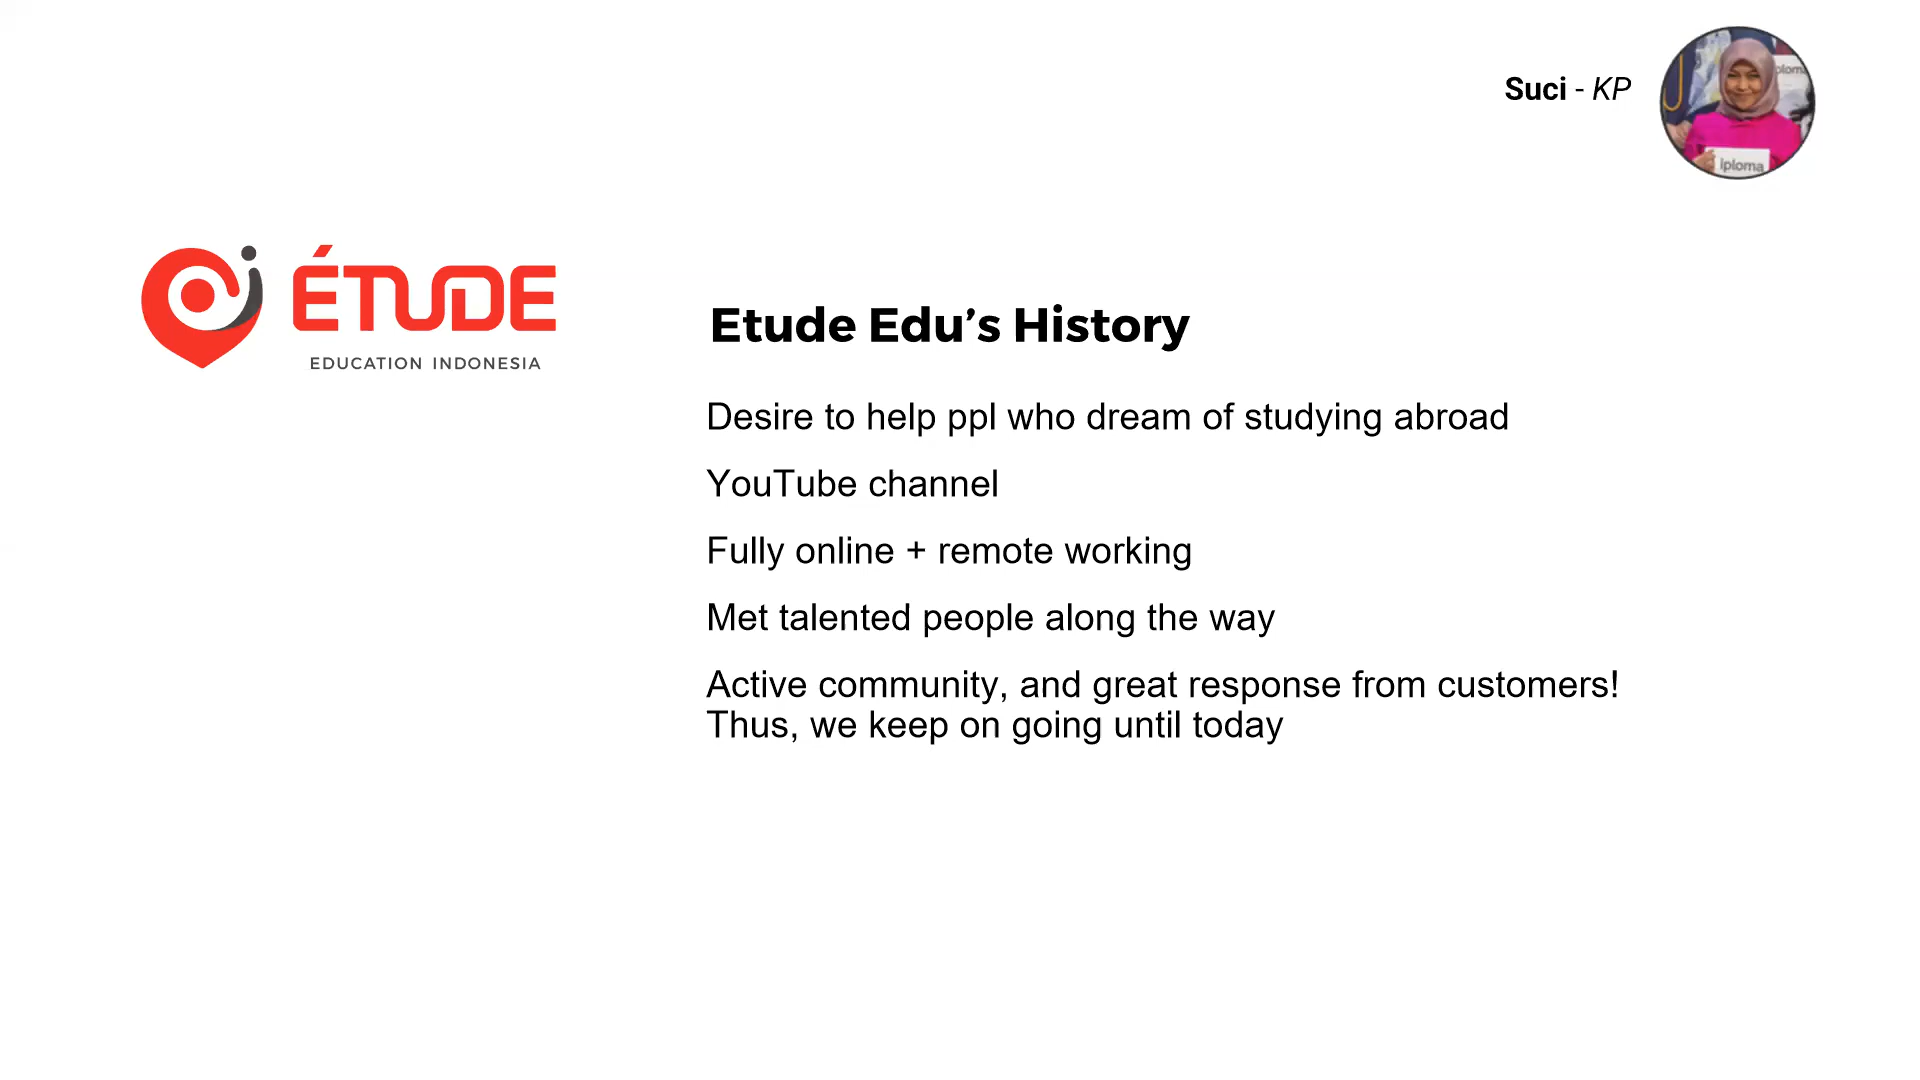 Suci - KP
plom
iploma
ÉTUDE
EDUCATION INDONESIA
Etude Edu’s History
Desire to help ppl who dream of studying abroad
YouTube channel
Fully online + remote working
Met talented people along the way
Active community, and great response from customers!
Thus, we keep on going until today